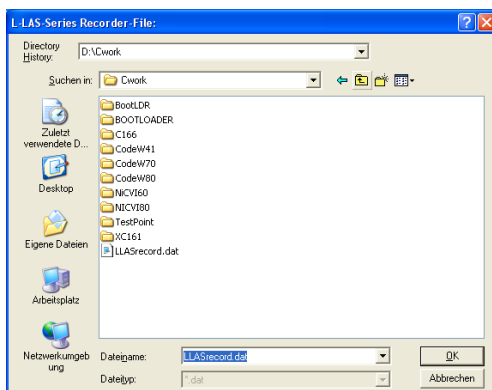 L-LAS-Series Recorder-File:
Directory
History:
D:\Cwork
Suchen in:
Cwork
Zuletzt
verwendete D...
Desktop
Eigene Dateien
Arbeitsplatz
Netzwerkumgeb
ung
BootLDR
BOOTLOADER
C166
CodeW41
CodeW70
CodeW80
NiCVI60
NICVI80
TestPoint
XC161
LLASrecord.dat
Dateiname:
LLASrecord.dat
OK
Dateityp:
*.dat
Abbrechen